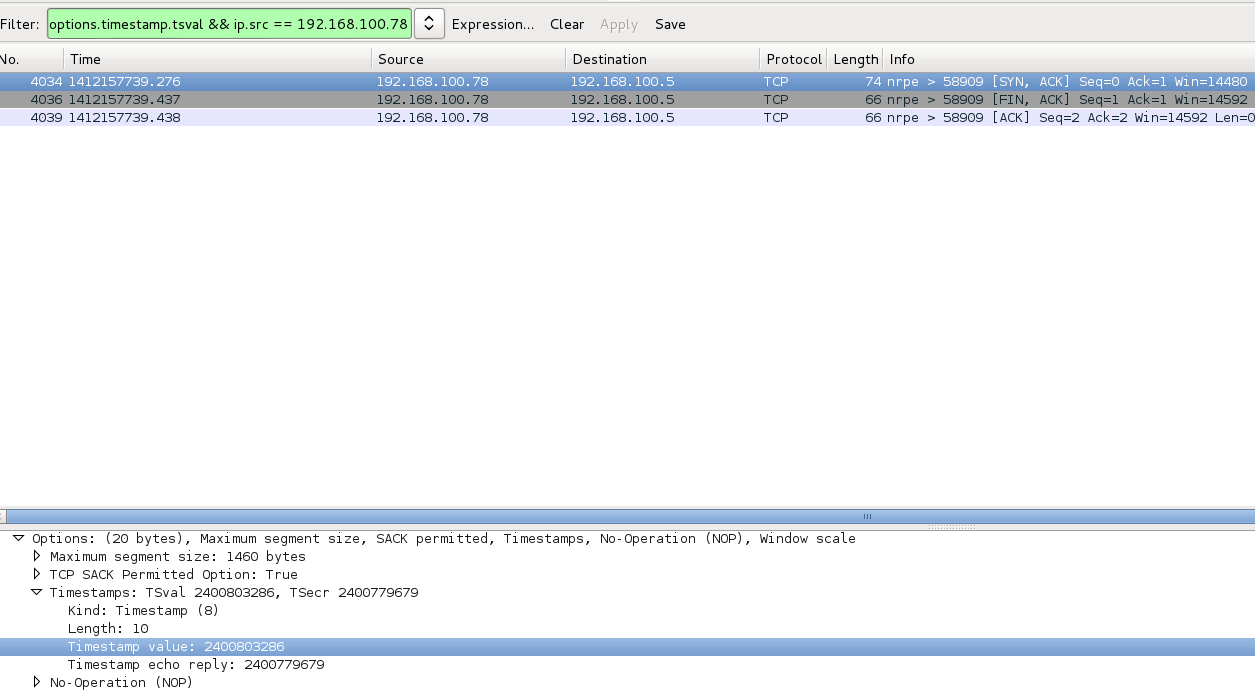 Filter: options.timestamp.tsval && ip.src == 192.168.100.78 Expression... Clear Apply Save
No. Time Source Destination Protocol Length Info
4034 1412157739.276 192.168.100.78 192.168.100.5 TCP 74 nrpe > 58909 [SYN, ACK] Seq=0 Ack=1 Win=14480
4036 1412157739.437 192.168.100.78 192.168.100.5 TCP 66 nrpe > 58909 [FIN, ACK] Seq=1 Ack=1 Win=14592
4039 1412157739.438 192.168.100.78 192.168.100.5 TCP 66 nrpe > 58909 [ACK] Seq=2 Ack=2 Win=14592 Len=0
Options: (20 bytes), Maximum segment size, SACK permitted, Timestamps, No-Operation (NOP), Window scale
Maximum segment size: 1460 bytes
TCP SACK Permitted Option: True
Timestamps: TSval 2400803286, TSecr 2400779679
Kind: Timestamp (8)
Length: 10
Timestamp value: 2400803286
Timestamp echo reply: 2400779679
No-Operation (NOP)